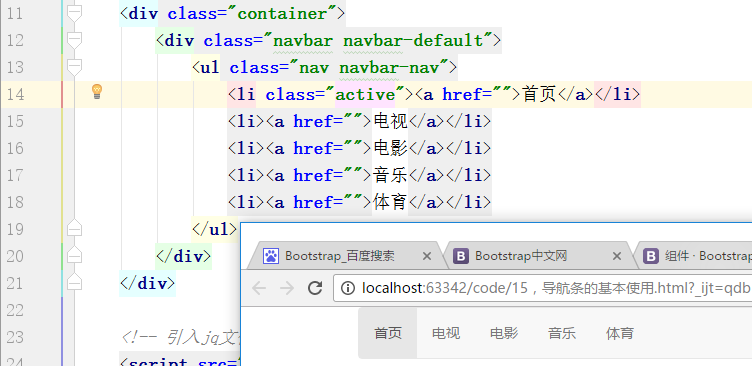 11 <div class="container">
12 <div class="navbar navbar-default">
13 <ul class="nav navbar-nav">
14 <li class="active"><a href="">首页</a></li>
15 <li><a href="">电视</a></li>
16 <li><a href="">电影</a></li>
17 <li><a href="">音乐</a></li>
18 <li><a href="">体育</a></li>
19 </ul>
20 </div>
21 </div>
22
23 <!-- 引入jq文
24 <script src="
Bootstrap_百度搜索 Bootstrap中文网 组件 · Bootstrap
localhost:63342/code/15，导航条的基本使用.html?_ijt=qdb
首页 电视 电影 音乐 体育